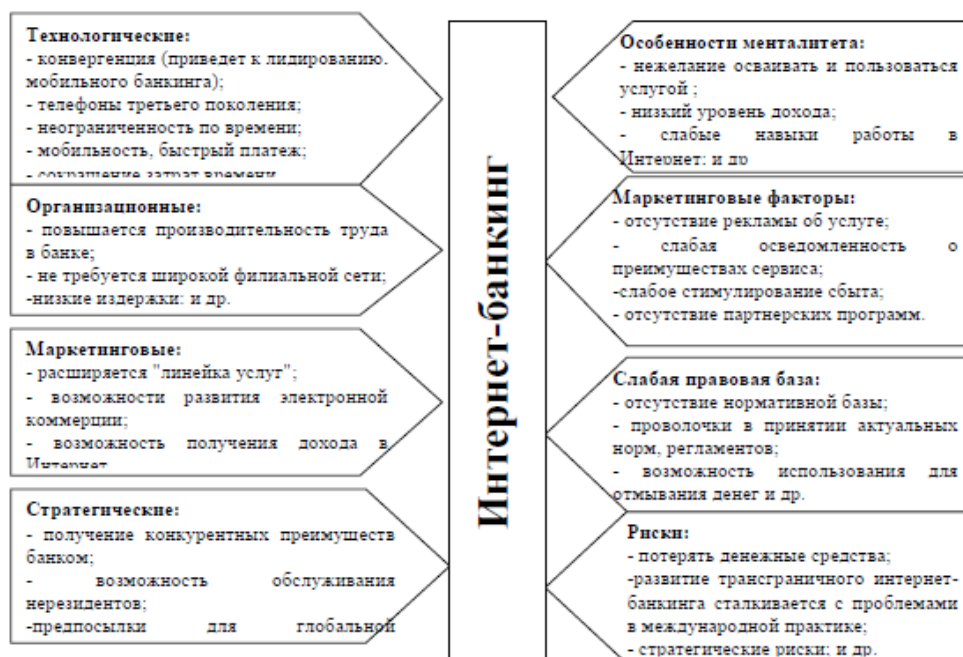 Технологические:
- конвергенция (приведет к лидированию.
мобильного банкинга);
- телефоны третьего поколения;
- неограниченность по времени;
- мобильность, быстрый платеж;
- сокращение затрат времени
Организационные:
- повышается производительность труда
в банке;
- не требуется широкой филиальной сети;
-низкие издержки: и др.
Маркетинговые:
- расширяется "линейка услуг";
- возможности развития электронной
коммерции;
- возможность получения дохода в
Интернет
Стратегические:
- получение конкурентных преимуществ
банком;
- возможность обслуживания
нерезидентов;
-предпосылки для глобальной
Интернет-банкинг
Особенности менталитета:
- нежелание осваивать и пользоваться
услугой ;
- низкий уровень дохода;
- слабые навыки работы в
Интернет: и др
Маркетинговые факторы:
- отсутствие рекламы об услуге;
- слабая осведомленность о
преимуществах сервиса;
-слабое стимулирование сбыта;
- отсутствие партнерских программ.
Слабая правовая база:
- отсутствие нормативной базы;
- проволочки в принятии актуальных
норм, регламентов;
- возможность использования для
отмывания денег и др.
Риски:
- потерять денежные средства;
-развитие трансграничного интернет-
банкинга сталкивается с проблемами
в международной практике;
- стратегические риски; и др.